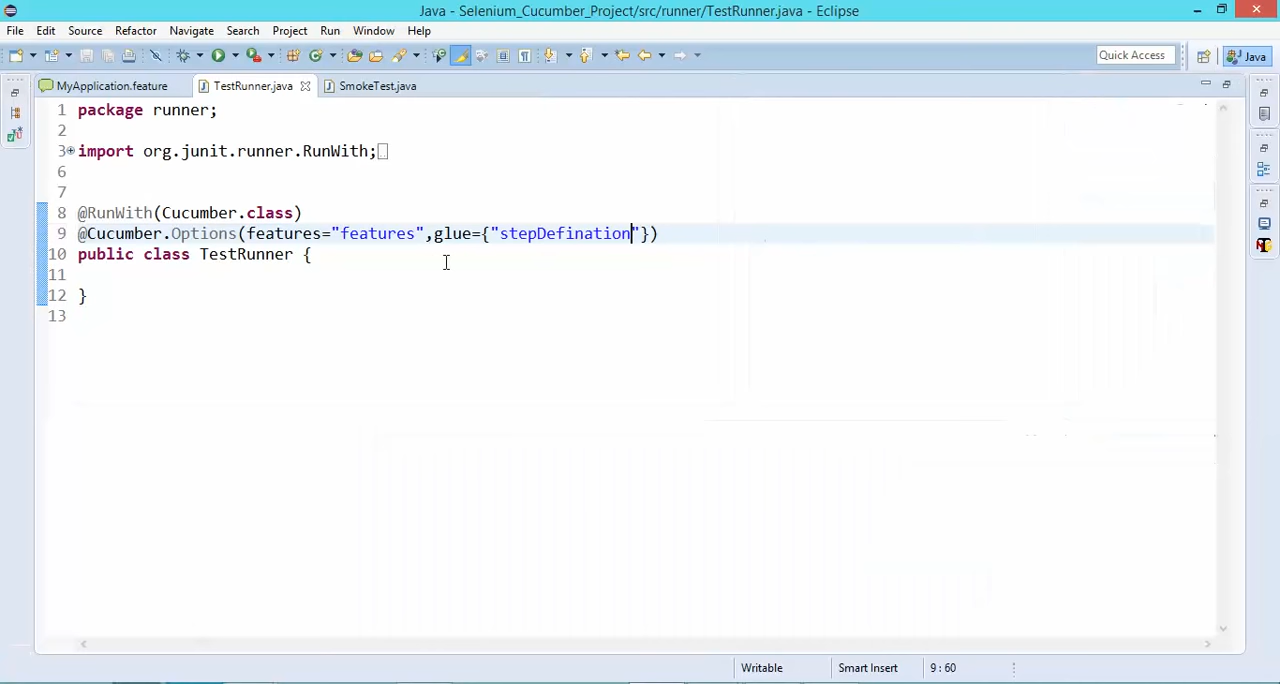 Java - Selenium_Cucumber_Project/src/runner/TestRunner.java - Eclipse
File Edit Source Refactor Navigate Search Project Run Window Help
Quick Access Java
MyApplication.feature TestRunner.java SmokeTest.java
1 package runner;
2
3 import org.junit.runner.RunWith;
6
7
8 @RunWith(Cucumber.class)
9 @Cucumber.Options(features="features",glue={"stepDefination"})
10 public class TestRunner {
11
12 }
13
Writable Smart Insert 9 : 60